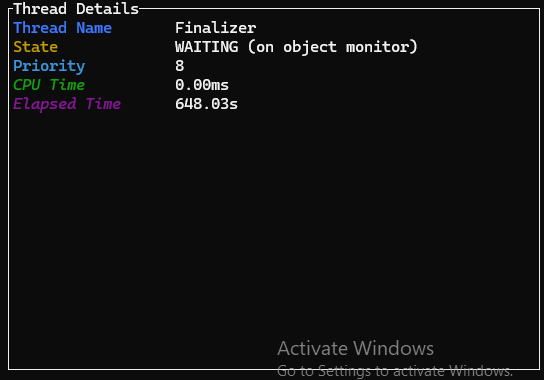 Thread Details
Thread Name Finalizer
State WAITING (on object monitor)
Priority 8
CPU Time 0.00ms
Elapsed Time 648.03s
Activate Windows
Go to Settings to activate Windows.